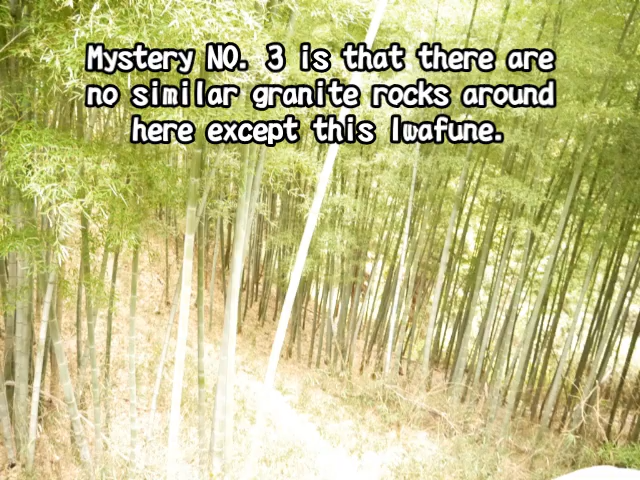 Mystery NO. 3 is that there are
no similar granite rocks around
here except this Iwafune.